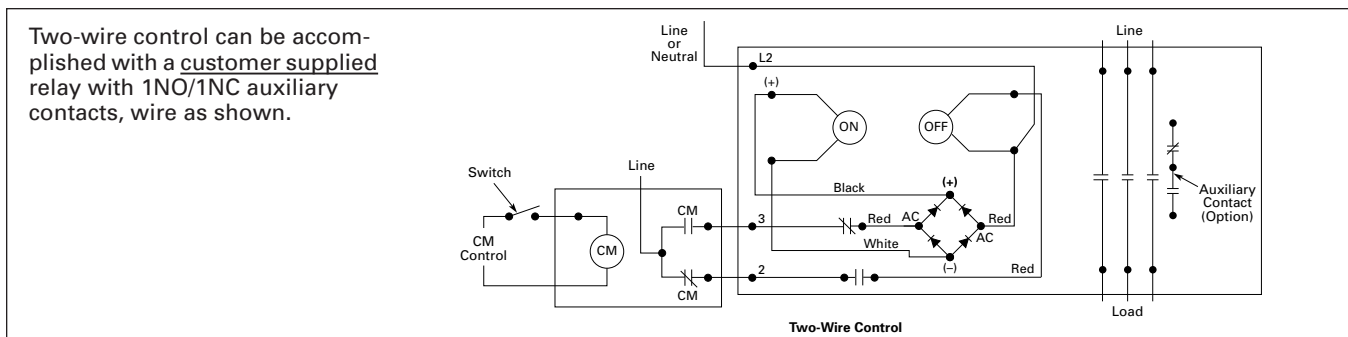 Two-wire control can be accom-
plished with a customer supplied
relay with 1NO/1NC auxiliary
contacts, wire as shown.
Line
or
Neutral
L2
Line
(+)
ON
OFF
Switch
Line
Black
(+)
Auxiliary
Contact
(Option)
CM
3
Red
AC
Red
CM
Control
CM
White
AC
2
(–)
Red
CM
Load
Two-Wire Control